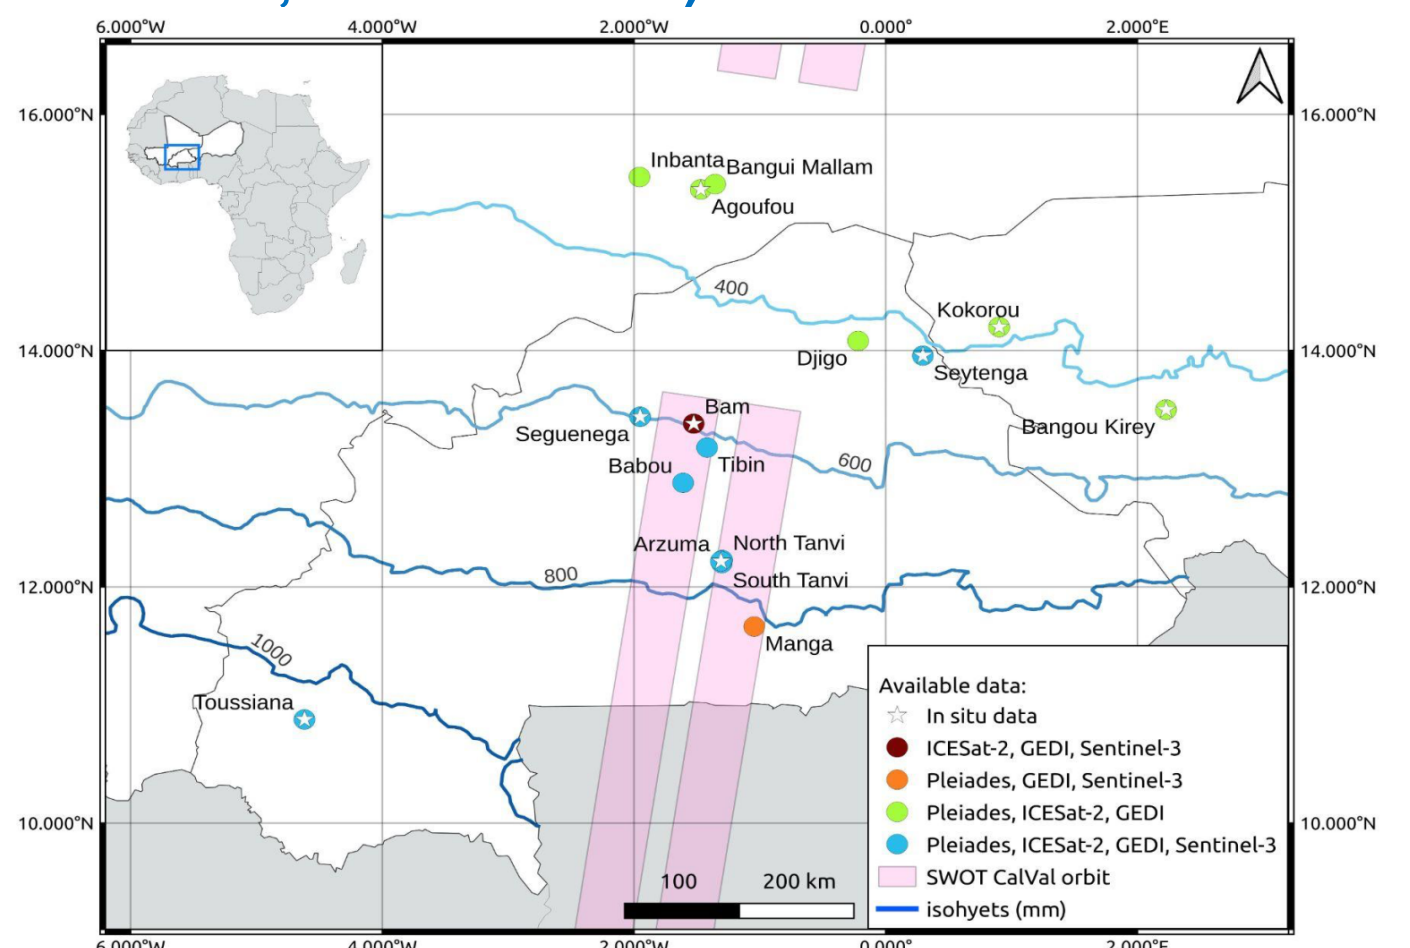 6.000°W 4.000°W 2.000°W 0.000° 2.000°E
16.000°N 16.000°N
Inbanta Bangui Mallam
Agoufou
400
Kokorou
14.000°N 14.000°N
Djigo
Seytenga
Bam
Seguenega Bangou Kirey
Babou Tibin 600
Arzuma North Tanvi
800 South Tanvi
12.000°N 12.000°N
1000 Manga
Toussiana
Available data:
In situ data
ICESat-2, GEDI, Sentinel-3
Pleiades, GEDI, Sentinel-3
Pleiades, ICESat-2, GEDI
10.000°N 10.000°N
Pleiades, ICESat-2, GEDI, Sentinel-3
SWOT CalVal orbit
100 200 km
isohyets (mm)
6.000°W 4.000°W 2.000°W 0.000° 2.000°E